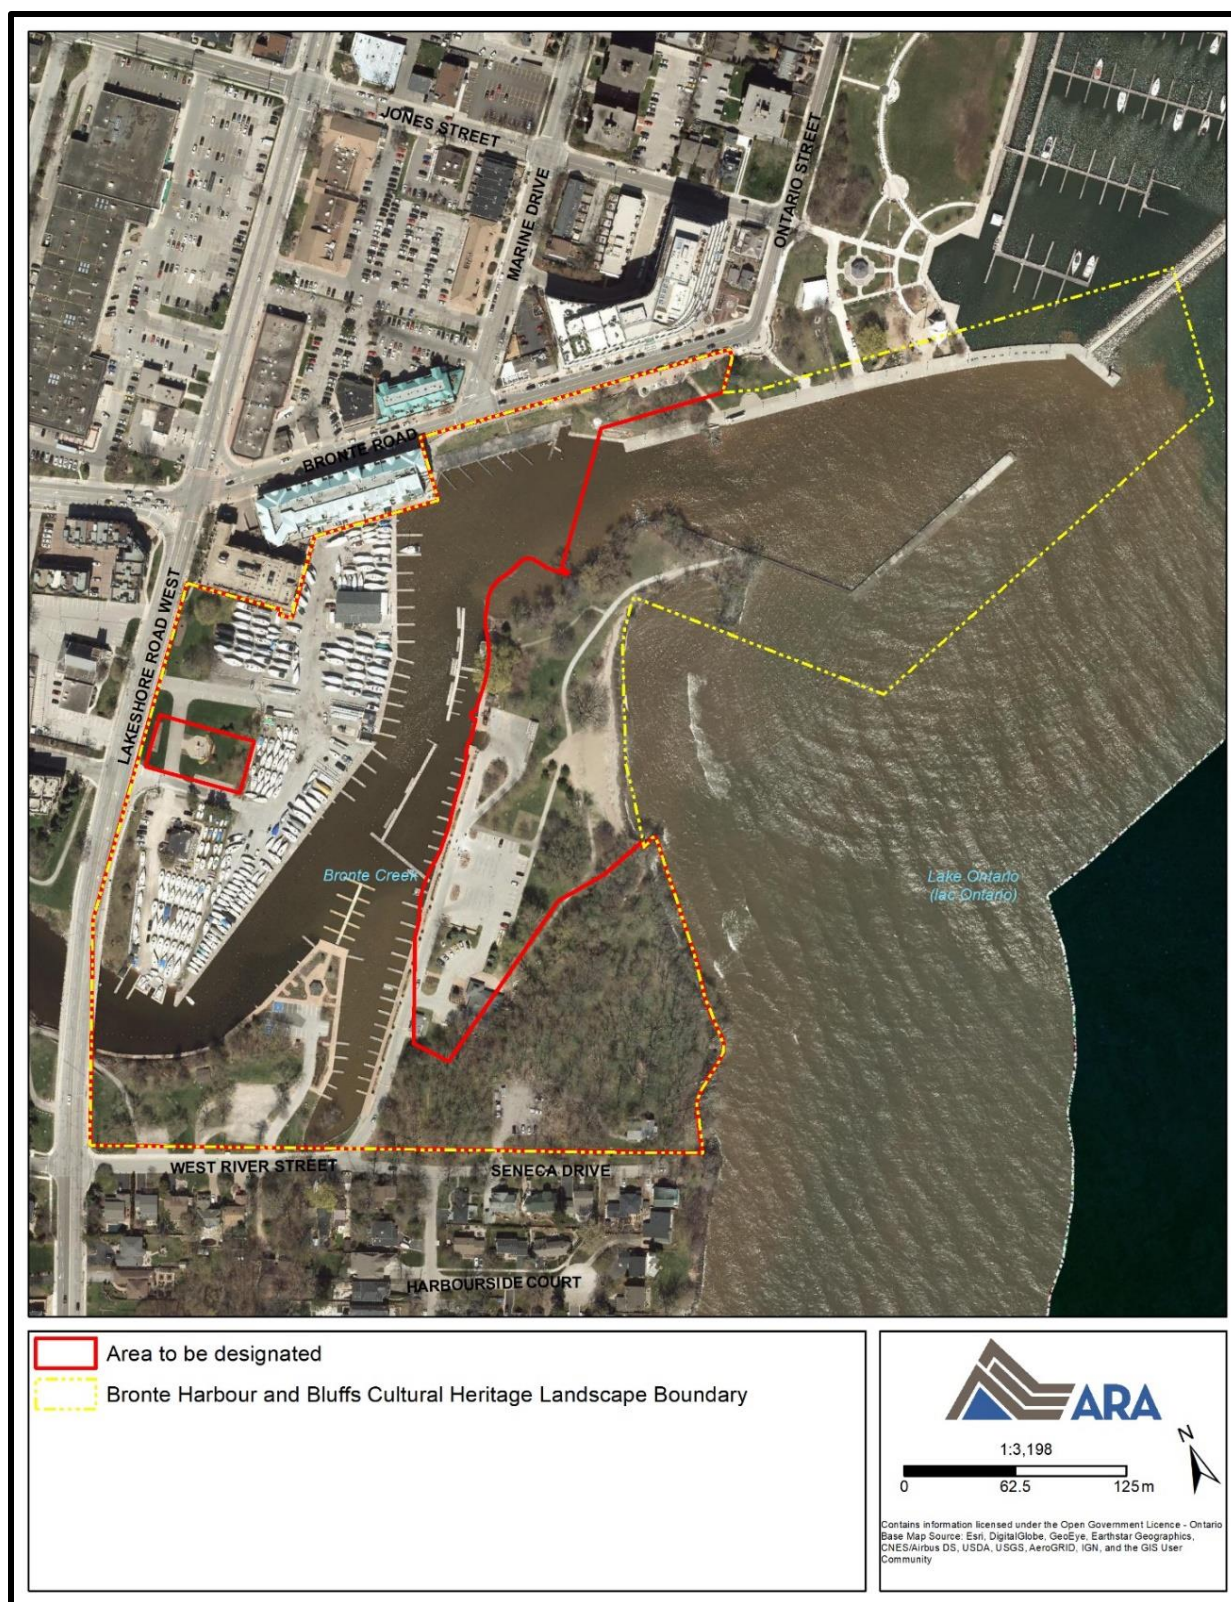 JONES STREET
ONTARIO STREET
MARINE DRIVE
BRONTE ROAD
LAKESHORE ROAD WEST
Bronte Creek
Lake Ontario
(lac Ontario)
WEST RIVER STREET
SENECA DRIVE
HARBOURSIDE COURT
Area to be designated
Bronte Harbour and Bluffs Cultural Heritage Landscape Boundary
ARA
N
1:3,198
0 62.5 125 m
Contains information licensed under the Open Government Licence - Ontario
Base Map Source: Esri, DigitalGlobe, GeoEye, Earthstar Geographics,
CNES/Airbus DS, USDA, USGS, AeroGRID, IGN, and the GIS User
Community